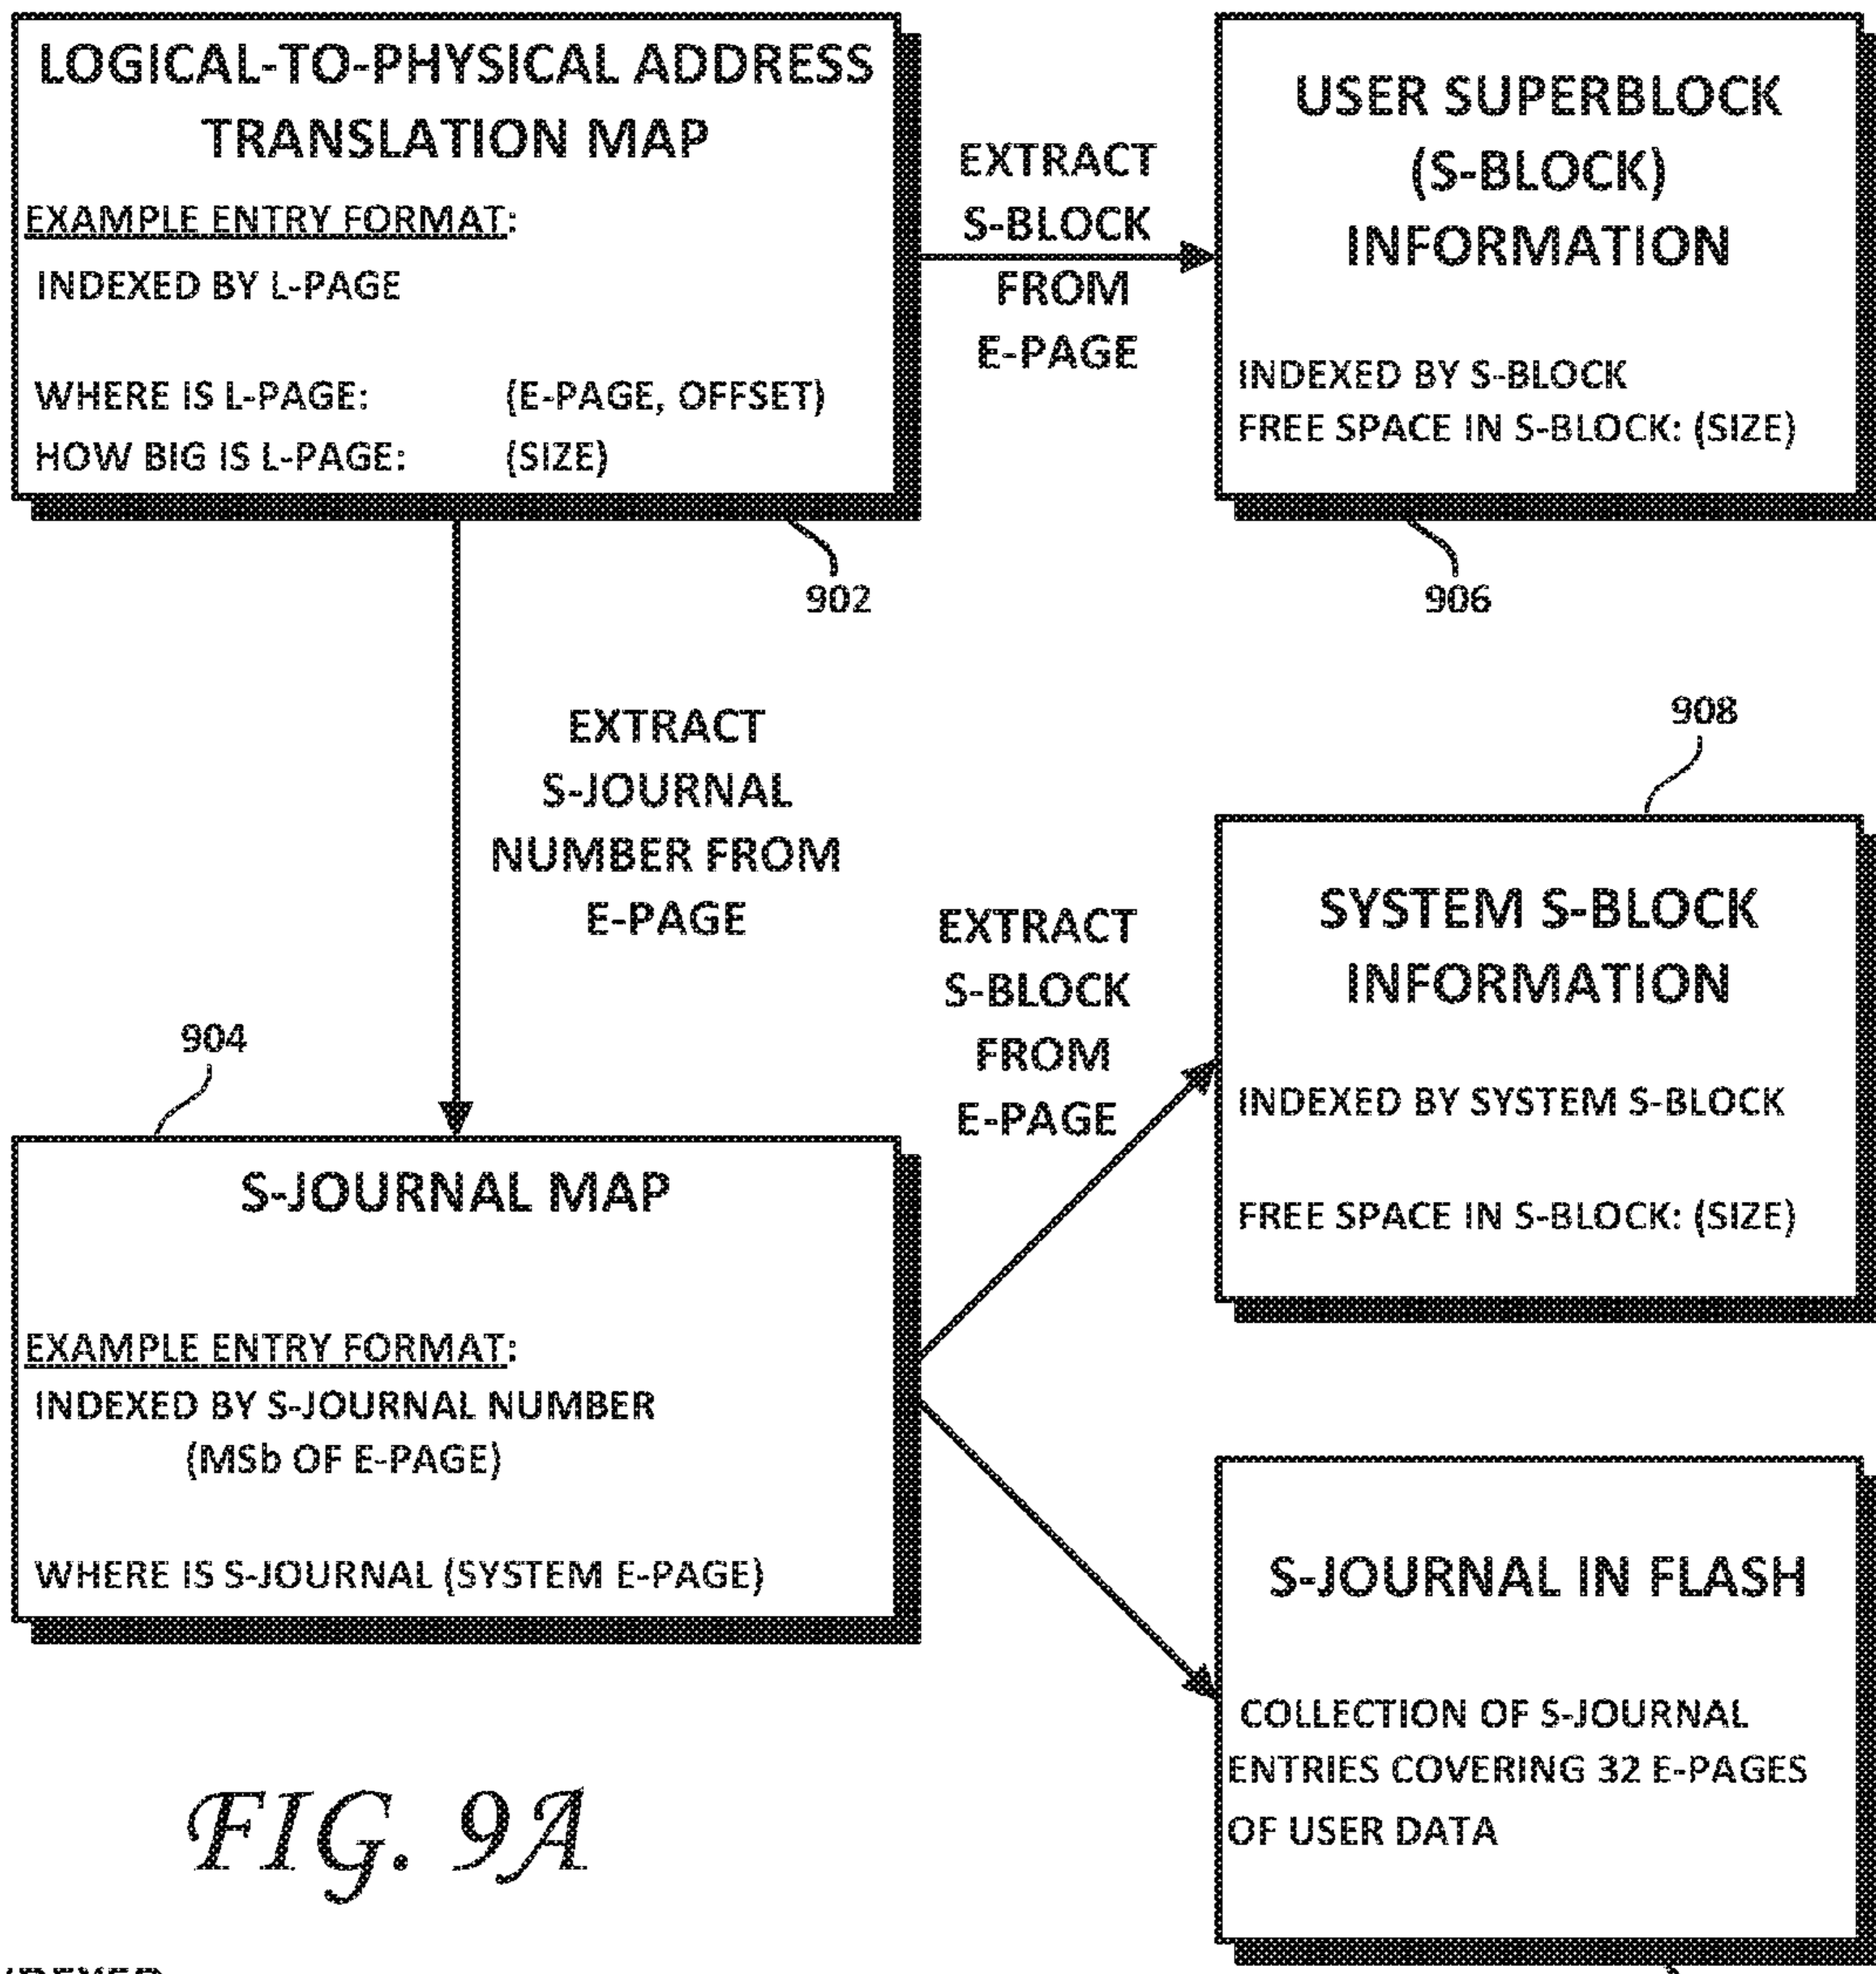 LOGICAL-TO-PHYSICAL ADDRESS
TRANSLATION MAP
EXAMPLE ENTRY FORMAT:
INDEXED BY L-PAGE
WHERE IS L-PAGE: (E-PAGE, OFFSET)
HOW BIG IS L-PAGE: (SIZE)
902
EXTRACT
S-BLOCK
FROM
E-PAGE
USER SUPERBLOCK
(S-BLOCK)
INFORMATION
INDEXED BY S-BLOCK
FREE SPACE IN S-BLOCK: (SIZE)
906
EXTRACT
S-JOURNAL
NUMBER FROM
E-PAGE
904
S-JOURNAL MAP
EXAMPLE ENTRY FORMAT:
INDEXED BY S-JOURNAL NUMBER
(MSb OF E-PAGE)
WHERE IS S-JOURNAL (SYSTEM E-PAGE)
EXTRACT
S-BLOCK
FROM
E-PAGE
908
SYSTEM S-BLOCK
INFORMATION
INDEXED BY SYSTEM S-BLOCK
FREE SPACE IN S-BLOCK: (SIZE)
S-JOURNAL IN FLASH
COLLECTION OF S-JOURNAL
ENTRIES COVERING 32 E-PAGES
OF USER DATA
FIG. 9A